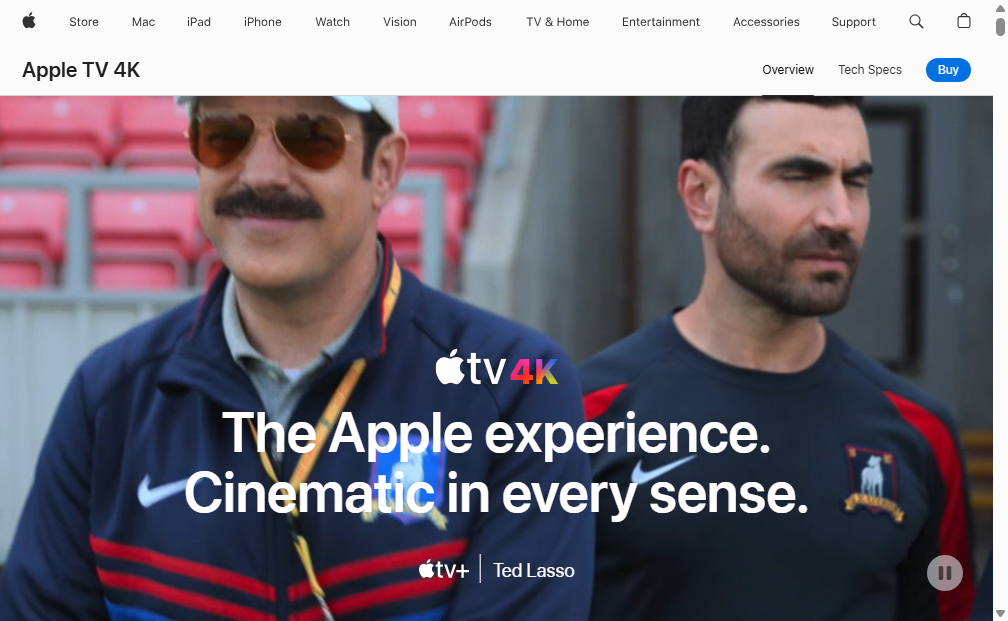 Store Mac iPad iPhone Watch Vision AirPods TV & Home Entertainment Accessories Support
Apple TV 4K
Overview Tech Specs Buy
tv 4K
The Apple experience.
Cinematic in every sense.
tv+ Ted Lasso